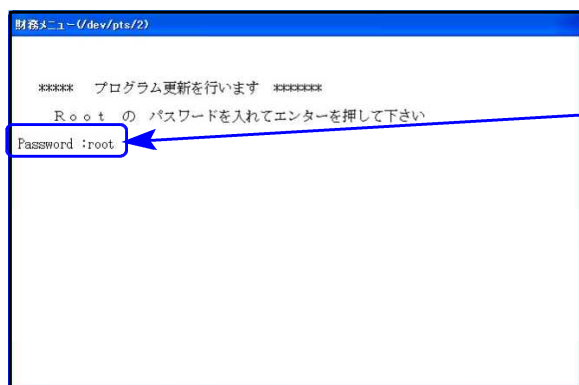 財務メニュー(/dev/pts/2)
***** プログラム更新を行います *******
Ｒｏｏｔ の パスワードを入れてエンターを押して下さい
Password :root